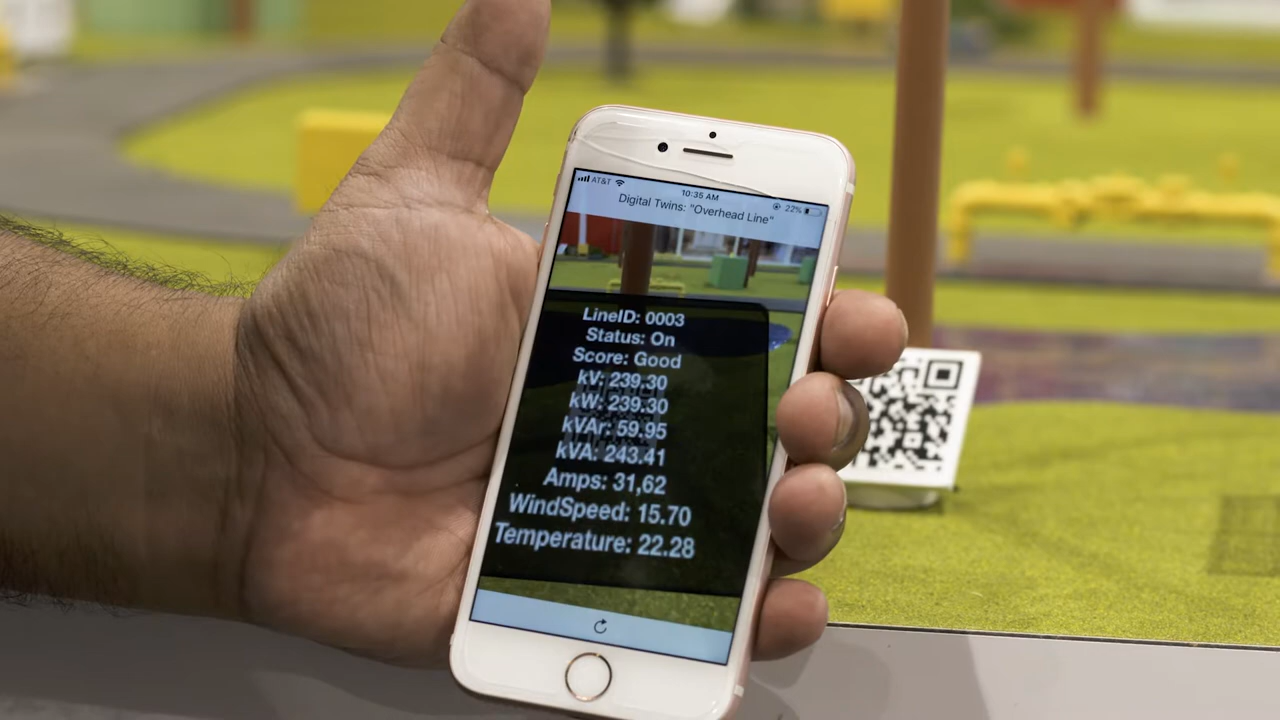 AT&T 10:35 AM 22%
Digital Twins: "Overhead Line"
LineID: 0003
Status: On
Score: Good
kV: 239.30
kW: 239.30
kVAr: 59.95
kVA: 243.41
Amps: 31,62
WindSpeed: 15.70
Temperature: 22.28